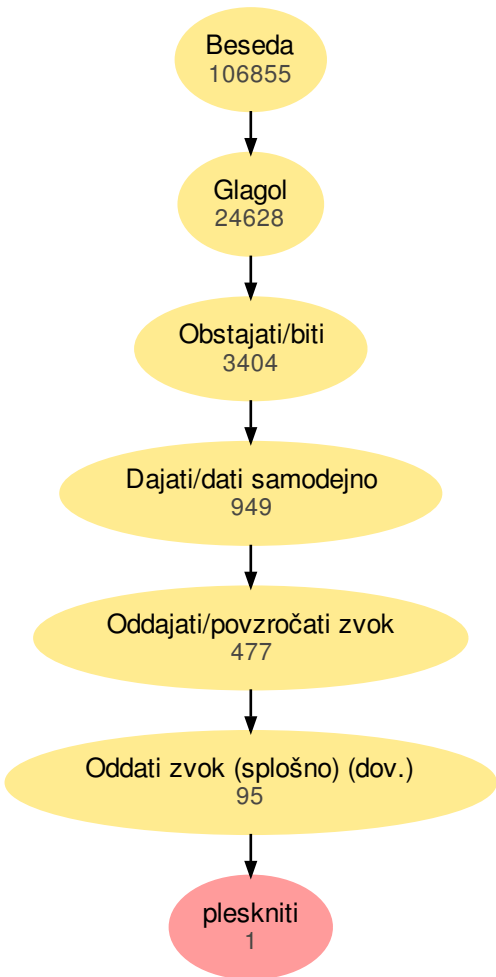 Beseda
106855
Glagol
24628
Obstajati/biti
3404
Dajati/dati samodejno
949
Oddajati/povzročati zvok
477
Oddati zvok (splošno) (dov.)
95
pleskniti
1